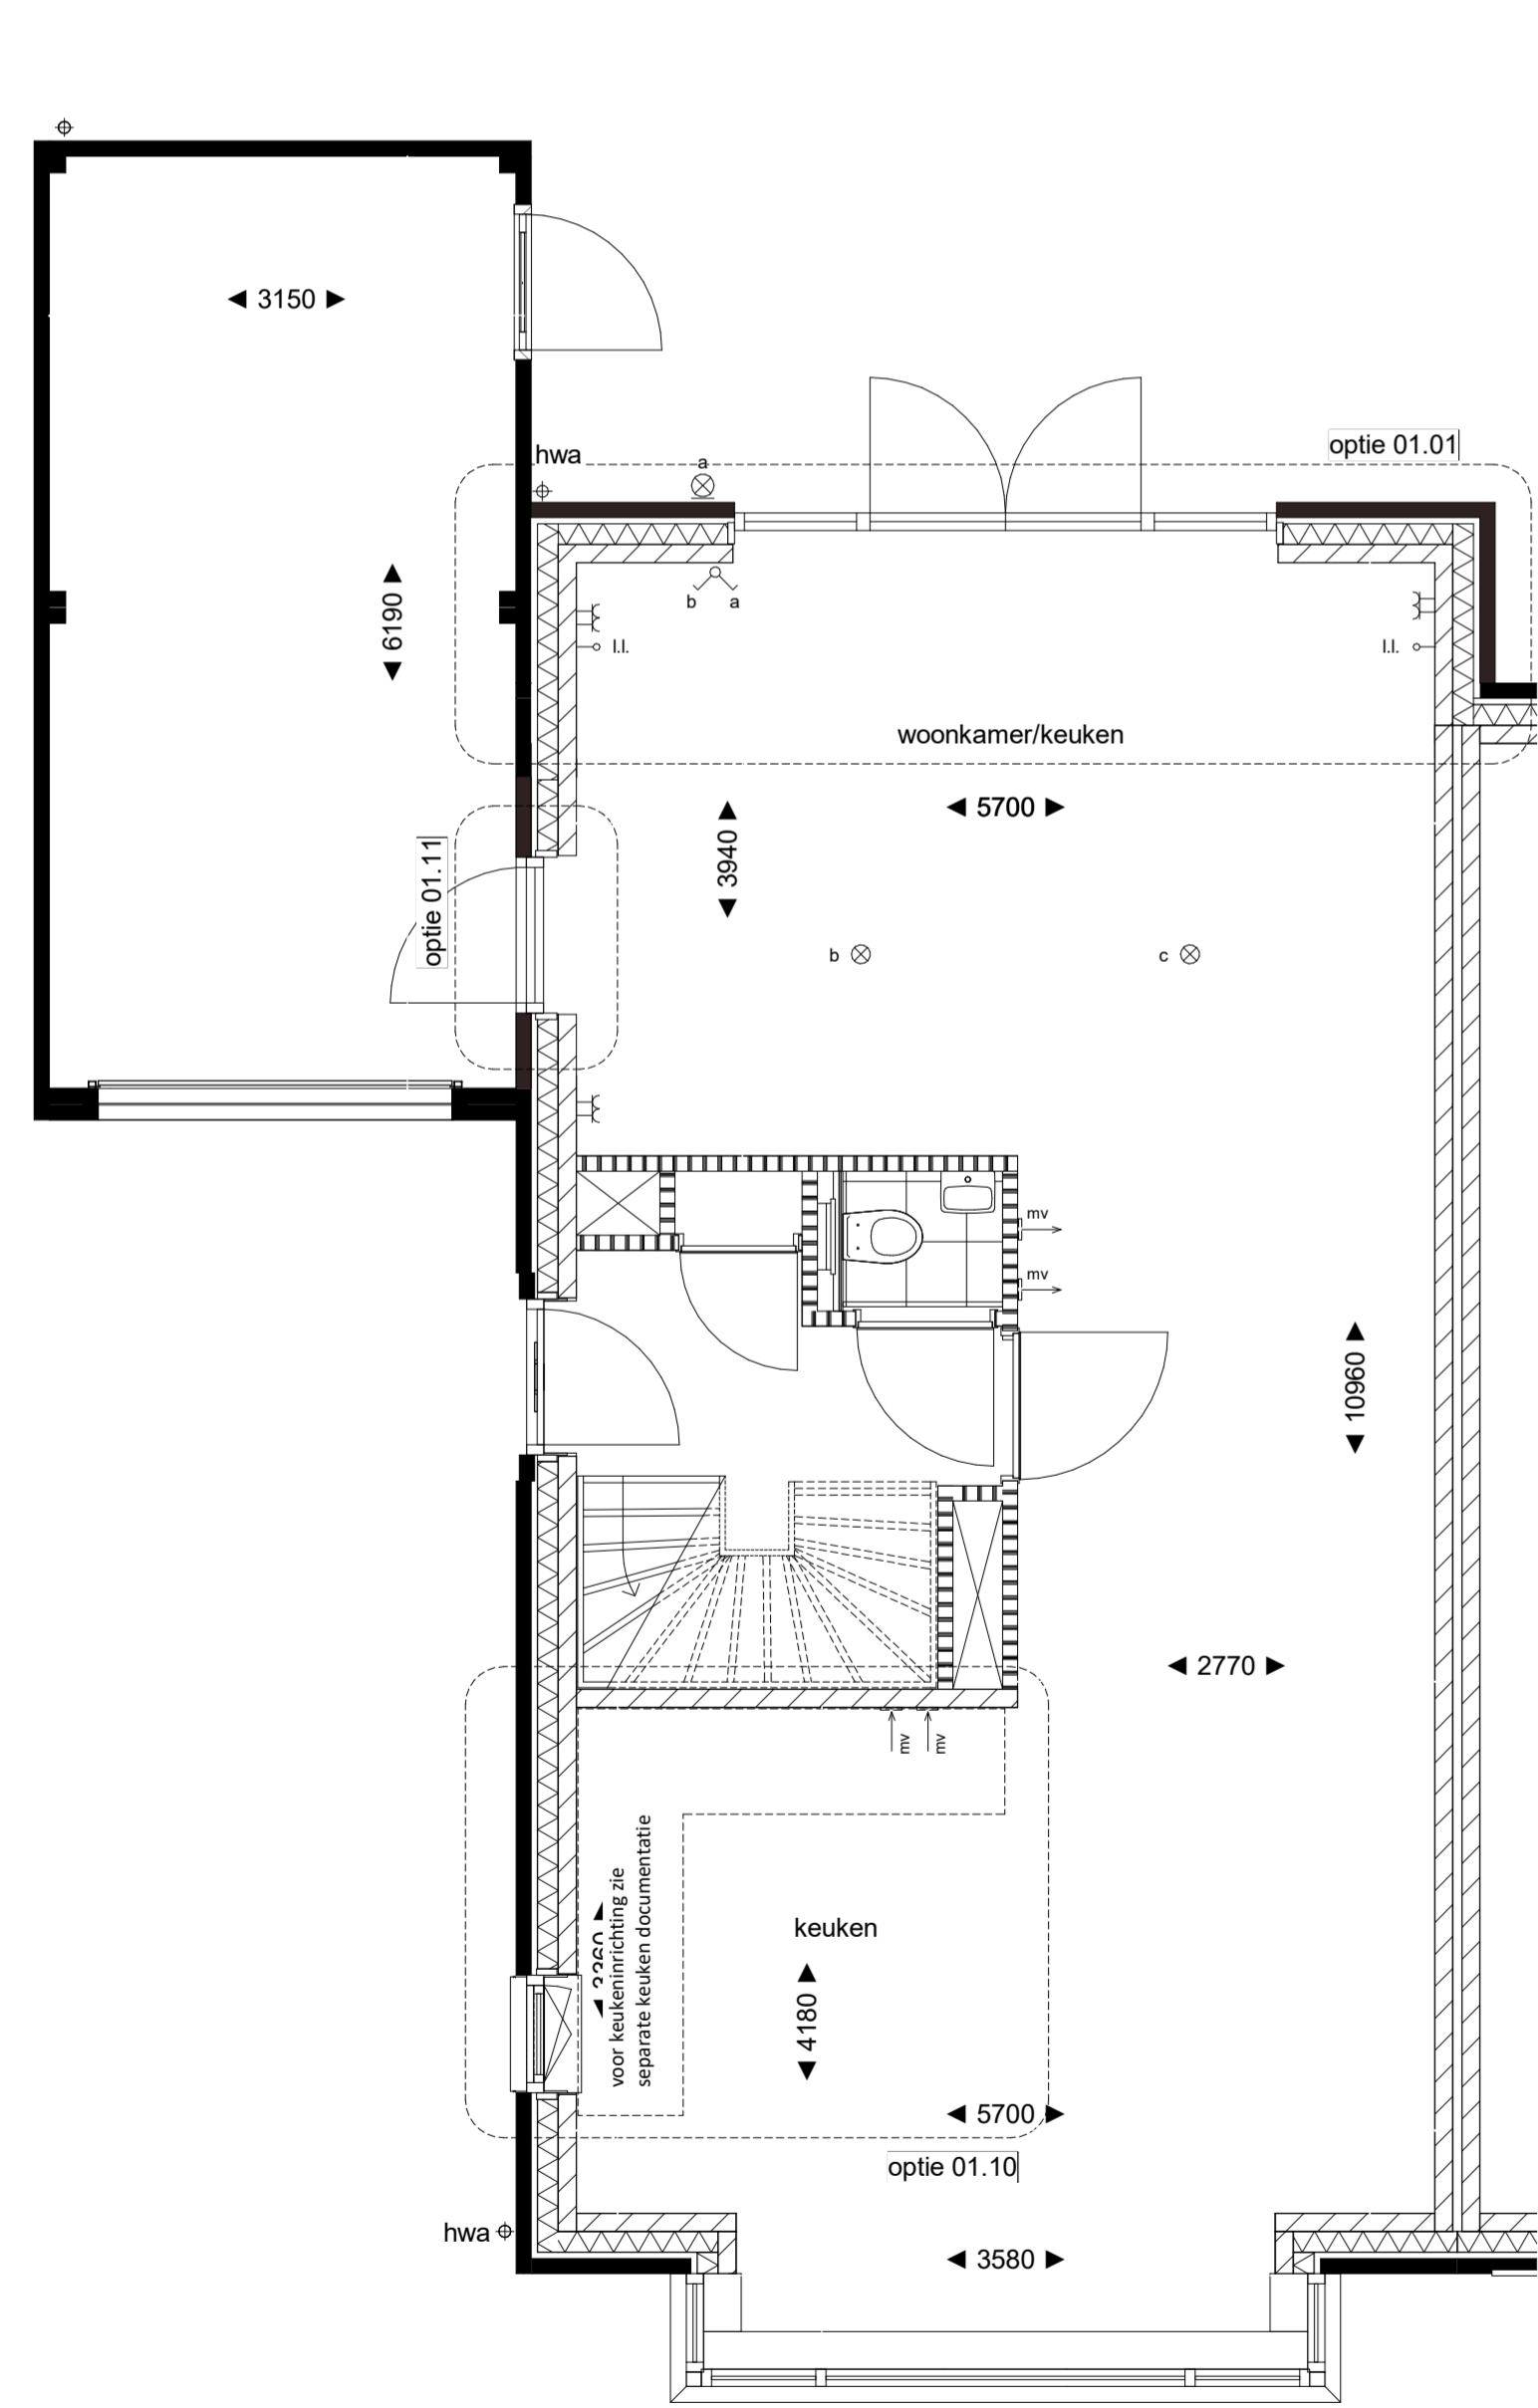 3150
hwa
a
optie 01.01
b
a
6190
l.l.
l.l.
woonkamer/keuken
5700
3940
optie 01.11
b
c
mv
mv
10960
2770
mv
mv
voor keukeninrichting zie
separate keuken documentatie
keuken
4180
5700
optie 01.10
hwa
3580